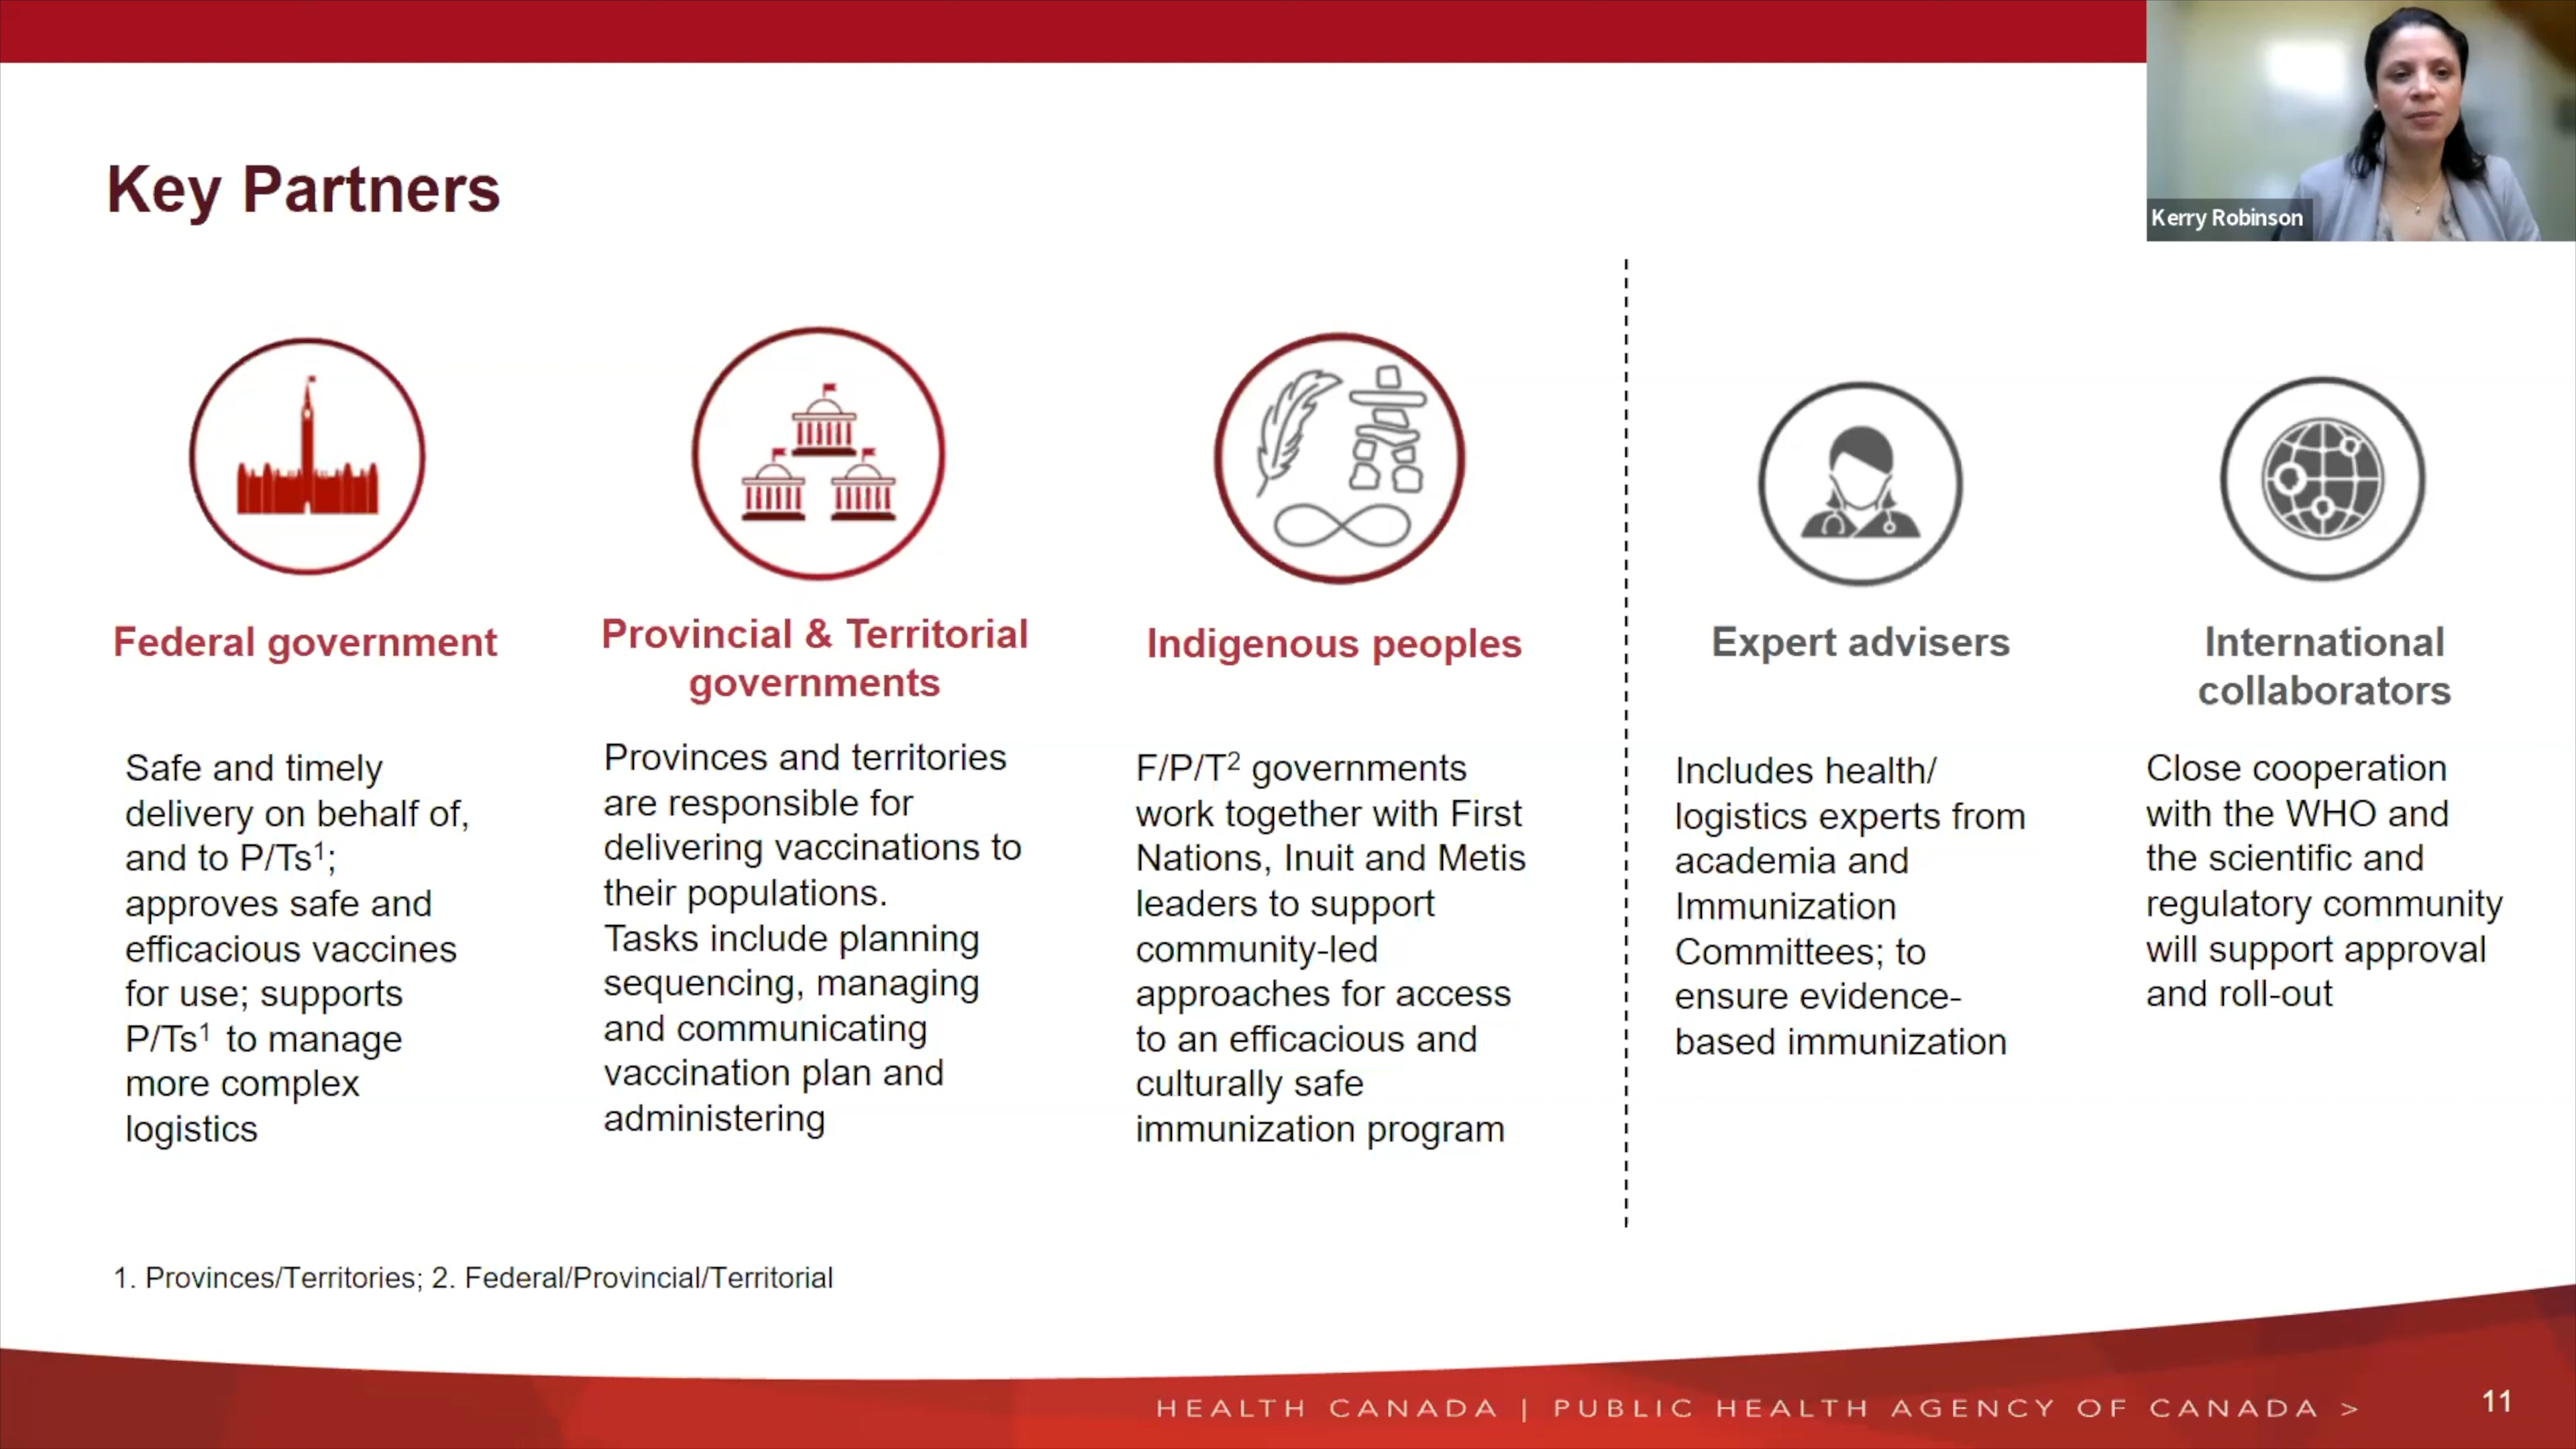 Kerry Robinson
Key Partners
Federal government
Safe and timely
delivery on behalf of,
and to P/Ts¹;
approves safe and
efficacious vaccines
for use; supports
P/Ts¹ to manage
more complex
logistics
Provincial & Territorial
governments
Provinces and territories
are responsible for
delivering vaccinations to
their populations.
Tasks include planning
sequencing, managing
and communicating
vaccination plan and
administering
Indigenous peoples
F/P/T² governments
work together with First
Nations, Inuit and Metis
leaders to support
community-led
approaches for access
to an efficacious and
culturally safe
immunization program
Expert advisers
Includes health/
logistics experts from
academia and
Immunization
Committees; to
ensure evidence-
based immunization
International
collaborators
Close cooperation
with the WHO and
the scientific and
regulatory community
will support approval
and roll-out
1. Provinces/Territories; 2. Federal/Provincial/Territorial
HEALTH CANADA | PUBLIC HEALTH AGENCY OF CANADA >
11